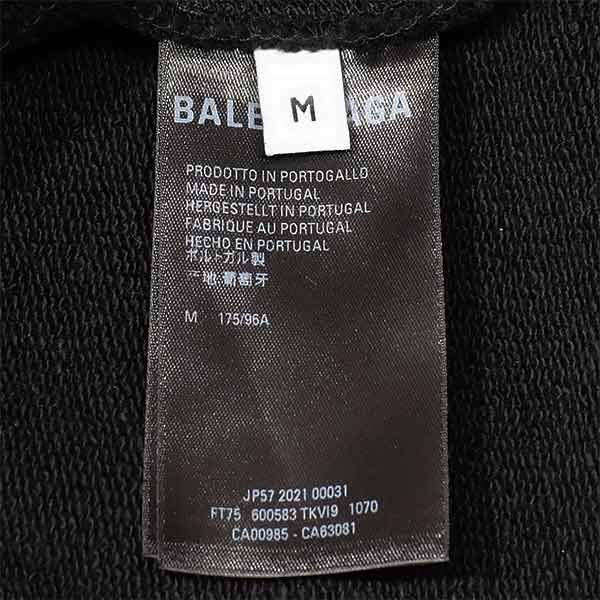 M
BALE AGA
PRODOTTO IN PORTOGALLO
MADE IN PORTUGAL
HERGESTELLT IN PORTUGAL
FABRIQUE AU PORTUGAL
HECHO EN PORTUGAL
ポルトガル製
产地:葡萄牙
M 175/96A
JP57 2021 00031
FT75 600583 TKVI9 1070
CA00985 - CA63081